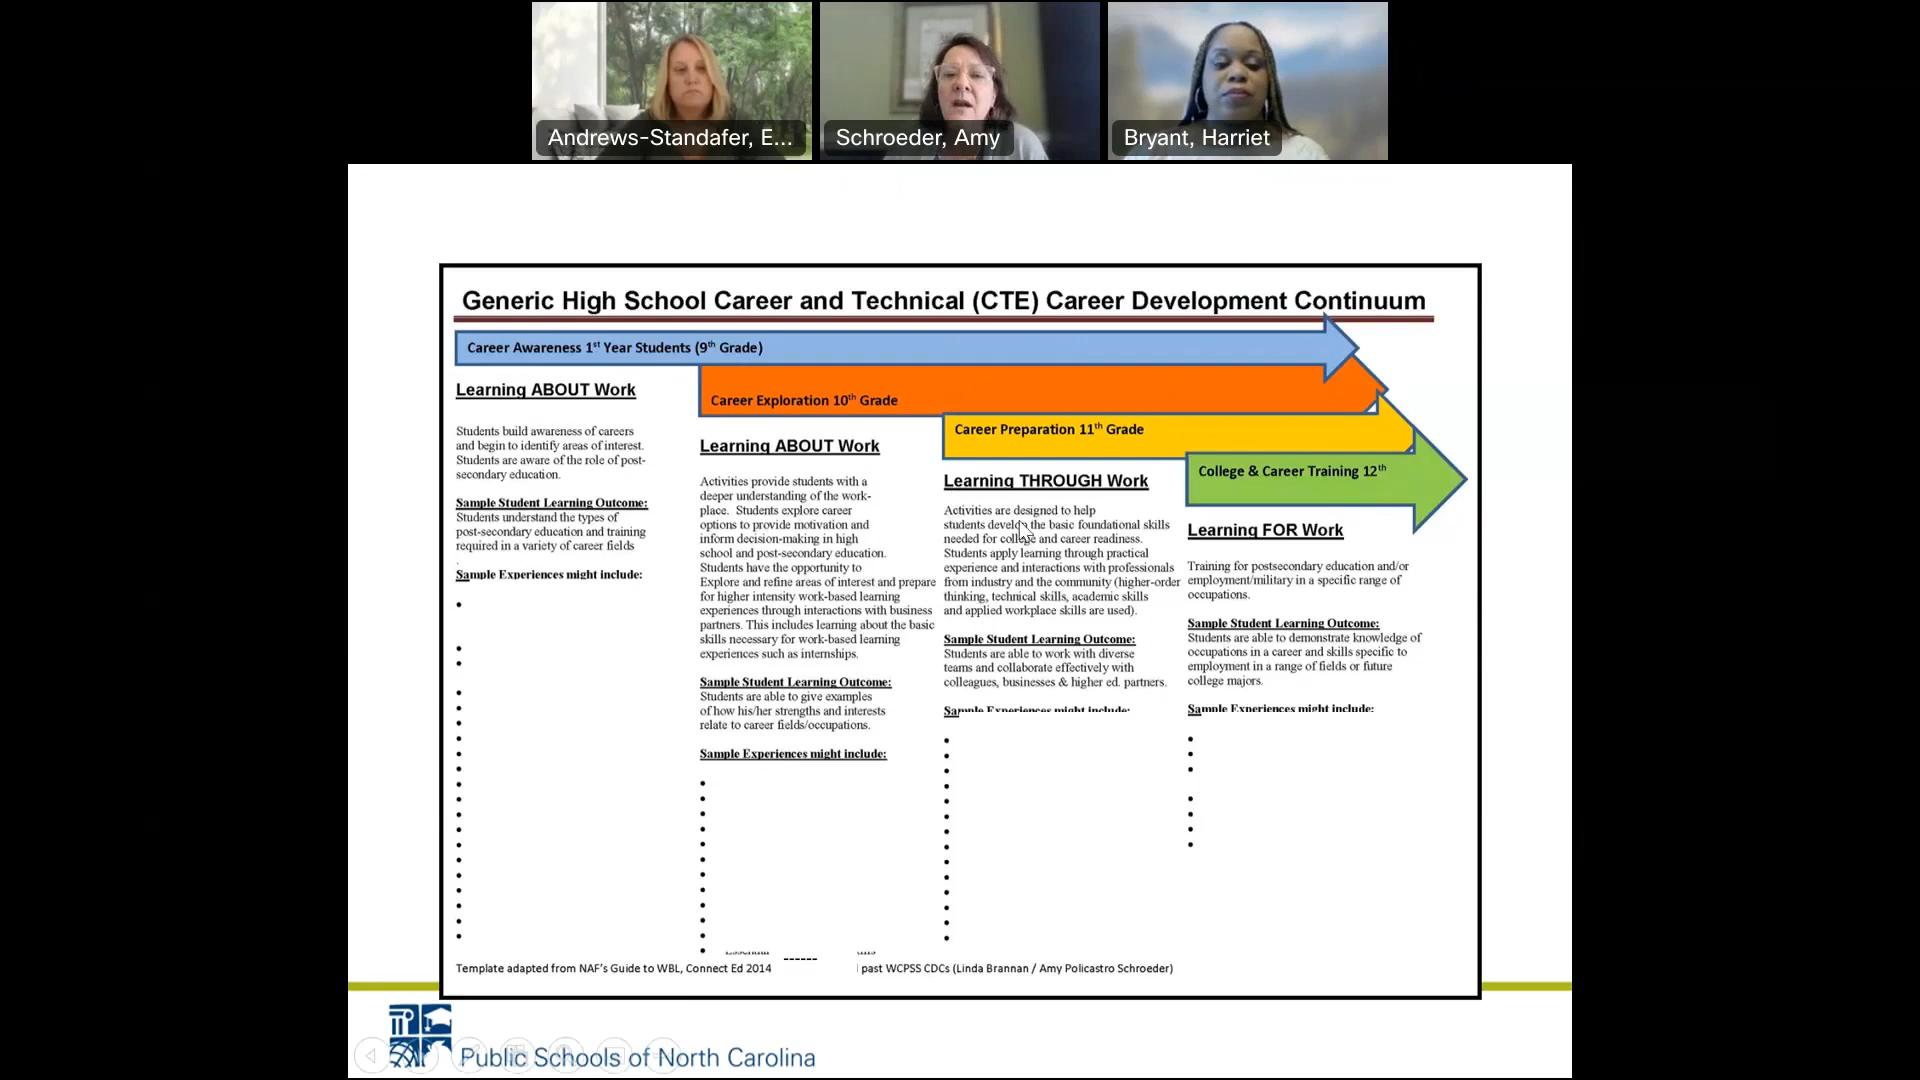 Andrews-Standafer, E...
Schroeder, Amy
Bryant, Harriet
Generic High School Career and Technical (CTE) Career Development Continuum
Career Awareness 1st Year Students (9th Grade)
Learning ABOUT Work
Students build awareness of careers
and begin to identify areas of interest.
Students are aware of the role of post-
secondary education.
Sample Student Learning Outcome:
Students understand the types of
post-secondary education and training
required in a variety of career fields
.
Sample Experiences might include:
Career Exploration 10th Grade
Learning ABOUT Work
Activities provide students with a
deeper understanding of the work-
place. Students explore career
options to provide motivation and
inform decision-making in high
school and post-secondary education.
Students have the opportunity to
Explore and refine areas of interest and prepare
for higher intensity work-based learning
experiences through interactions with business
partners. This includes learning about the basic
skills necessary for work-based learning
experiences such as internships.
Sample Student Learning Outcome:
Students are able to give examples
of how his/her strengths and interests
relate to career fields/occupations.
Sample Experiences might include:
Career Preparation 11th Grade
Learning THROUGH Work
Activities are designed to help
students develop the basic foundational skills
needed for college and career readiness.
Students apply learning through practical
experience and interactions with professionals
from industry and the community (higher-order
thinking, technical skills, academic skills
and applied workplace skills are used).
Sample Student Learning Outcome:
Students are able to work with diverse
teams and collaborate effectively with
colleagues, businesses & higher ed. partners.
Sample Experiences might include:
College & Career Training 12th
Learning FOR Work
Training for postsecondary education and/or
employment/military in a specific range of
occupations.
Sample Student Learning Outcome:
Students are able to demonstrate knowledge of
occupations in a career and skills specific to
employment in a range of fields or future
college majors.
Sample Experiences might include:
Template adapted from NAF's Guide to WBL, Connect Ed 2014 past WCPSS CDCs (Linda Brannan / Amy Policastro Schroeder)
Public Schools of North Carolina